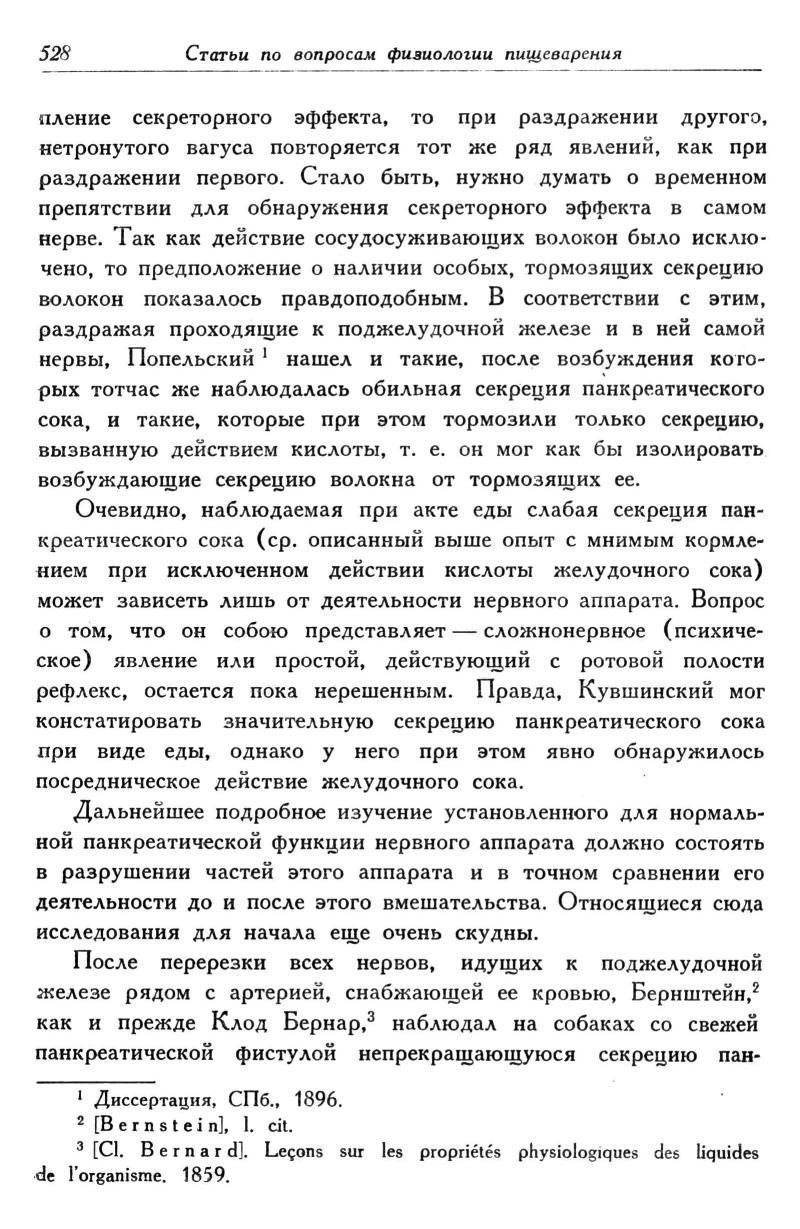 528 Статьи по вопросам физиологии пищеварения
пление секреторного эффекта, то при раздражении другого,
нетронутого вагуса повторяется тот же ряд явлений, как при
раздражении первого. Стало быть, нужно думать о временном
препятствии для обнаружения секреторного эффекта в самом
нерве. Так как действие сосудосуживающих волокон было исклю-
чено, то предположение о наличии особых, тормозящих секрецию
волокон показалось правдоподобным. В соответствии с этим,
раздражая проходящие к поджелудочной железе и в ней самой
нервы, Попельский ¹ нашел и такие, после возбуждения кото-
рых тотчас же наблюдалась обильная секреция панкреатического
сока, и такие, которые при этом тормозили только секрецию,
вызванную действием кислоты, т. е. он мог как бы изолировать
возбуждающие секрецию волокна от тормозящих ее.
Очевидно, наблюдаемая при акте еды слабая секреция пан-
креатического сока (ср. описанный выше опыт с мнимым кормле-
нием при исключенном действии кислоты желудочного сока)
может зависеть лишь от деятельности нервного аппарата. Вопрос
о том, что он собою представляет — сложнонервное (психиче-
ское) явление или простой, действующий с ротовой полости
рефлекс, остается пока нерешенным. Правда, Кувшинский мог
констатировать значительную секрецию панкреатического сока
при виде еды, однако у него при этом явно обнаружилось
посредническое действие желудочного сока.
Дальнейшее подробное изучение установленного для нормаль-
ной панкреатической функции нервного аппарата должно состоять
в разрушении частей этого аппарата и в точном сравнении его
деятельности до и после этого вмешательства. Относящиеся сюда
исследования для начала еще очень скудны.
После перерезки всех нервов, идущих к поджелудочной
железе рядом с артерией, снабжающей ее кровью, Бернштейн,²
как и прежде Клод Бернар,³ наблюдал на собаках со свежей
панкреатической фистулой непрекращающуюся секрецию пан-
¹ Диссертация, СПб., 1896.
² [Bernstein], l. cit.
³ [Cl. Bernard]. Leçons sur les propriétés physiologiques des liquides
de l'organisme. 1859.